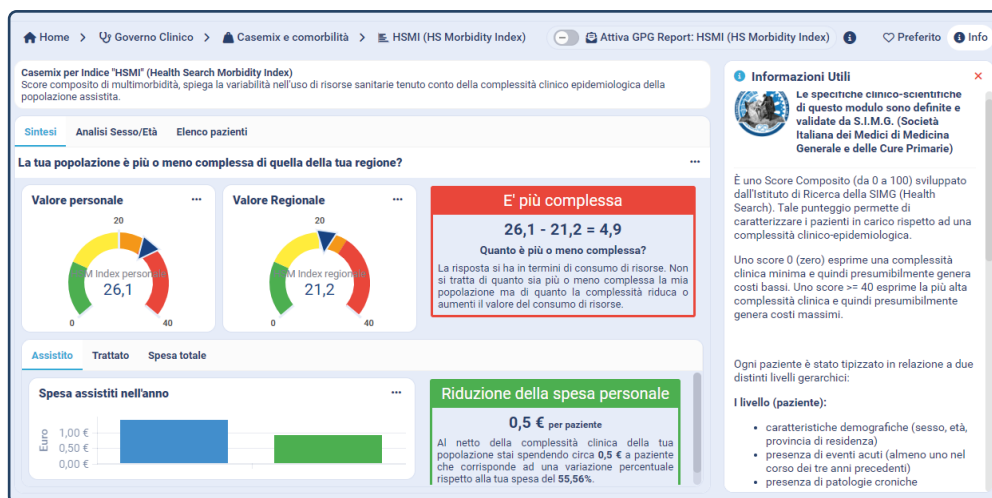 Home > Governo Clinico > Casemix e comorbilità > HSMI (HS Morbidity Index) Attiva GPG Report: HSMI (HS Morbidity Index) Preferito Info
Casemix per Indice "HSMI" (Health Search Morbidity Index)
Score composito di multimorbidità, spiega la variabilità nell'uso di risorse sanitarie tenuto conto della complessità clinico epidemiologica della
popolazione assistita.
Sintesi Analisi Sesso/Età Elenco pazienti
La tua popolazione è più o meno complessa di quella della tua regione? ...
Valore personale ...
20
M Index personale
26,1
0 40
Valore Regionale ...
20
M Index regionale
21,2
0 40
E' più complessa
26,1 - 21,2 = 4,9
Quanto è più o meno complessa?
La risposta si ha in termini di consumo di risorse. Non
si tratta di quanto sia più o meno complessa la mia
popolazione ma di quanto la complessità riduca o
aumenti il valore del consumo di risorse.
Assistito Trattato Spesa totale
Spesa assistiti nell'anno ...
Euro
1,00 €
0,50 €
0,00 €
Riduzione della spesa personale
0,5 € per paziente
Al netto della complessità clinica della tua
popolazione stai spendendo circa 0,5 € a paziente
che corrisponde ad una variazione percentuale
rispetto alla tua spesa del 55,56%.
Informazioni Utili
Le specifiche clinico-scientifiche
di questo modulo sono definite e
validate da S.I.M.G. (Società
Italiana dei Medici di Medicina
Generale e delle Cure Primarie)
È uno Score Composito (da 0 a 100) sviluppato
dall'Istituto di Ricerca della SIMG (Health
Search). Tale punteggio permette di
caratterizzare i pazienti in carico rispetto ad una
complessità clinico-epidemiologica.
Uno score 0 (zero) esprime una complessità
clinica minima e quindi presumibilmente genera
costi bassi. Uno score >= 40 esprime la più alta
complessità clinica e quindi presumibilmente
genera costi massimi.
Ogni paziente è stato tipizzato in relazione a due
distinti livelli gerarchici:
I livello (paziente):
• caratteristiche demografiche (sesso, età,
provincia di residenza)
• presenza di eventi acuti (almeno uno nel
corso dei tre anni precedenti)
• presenza di patologie croniche